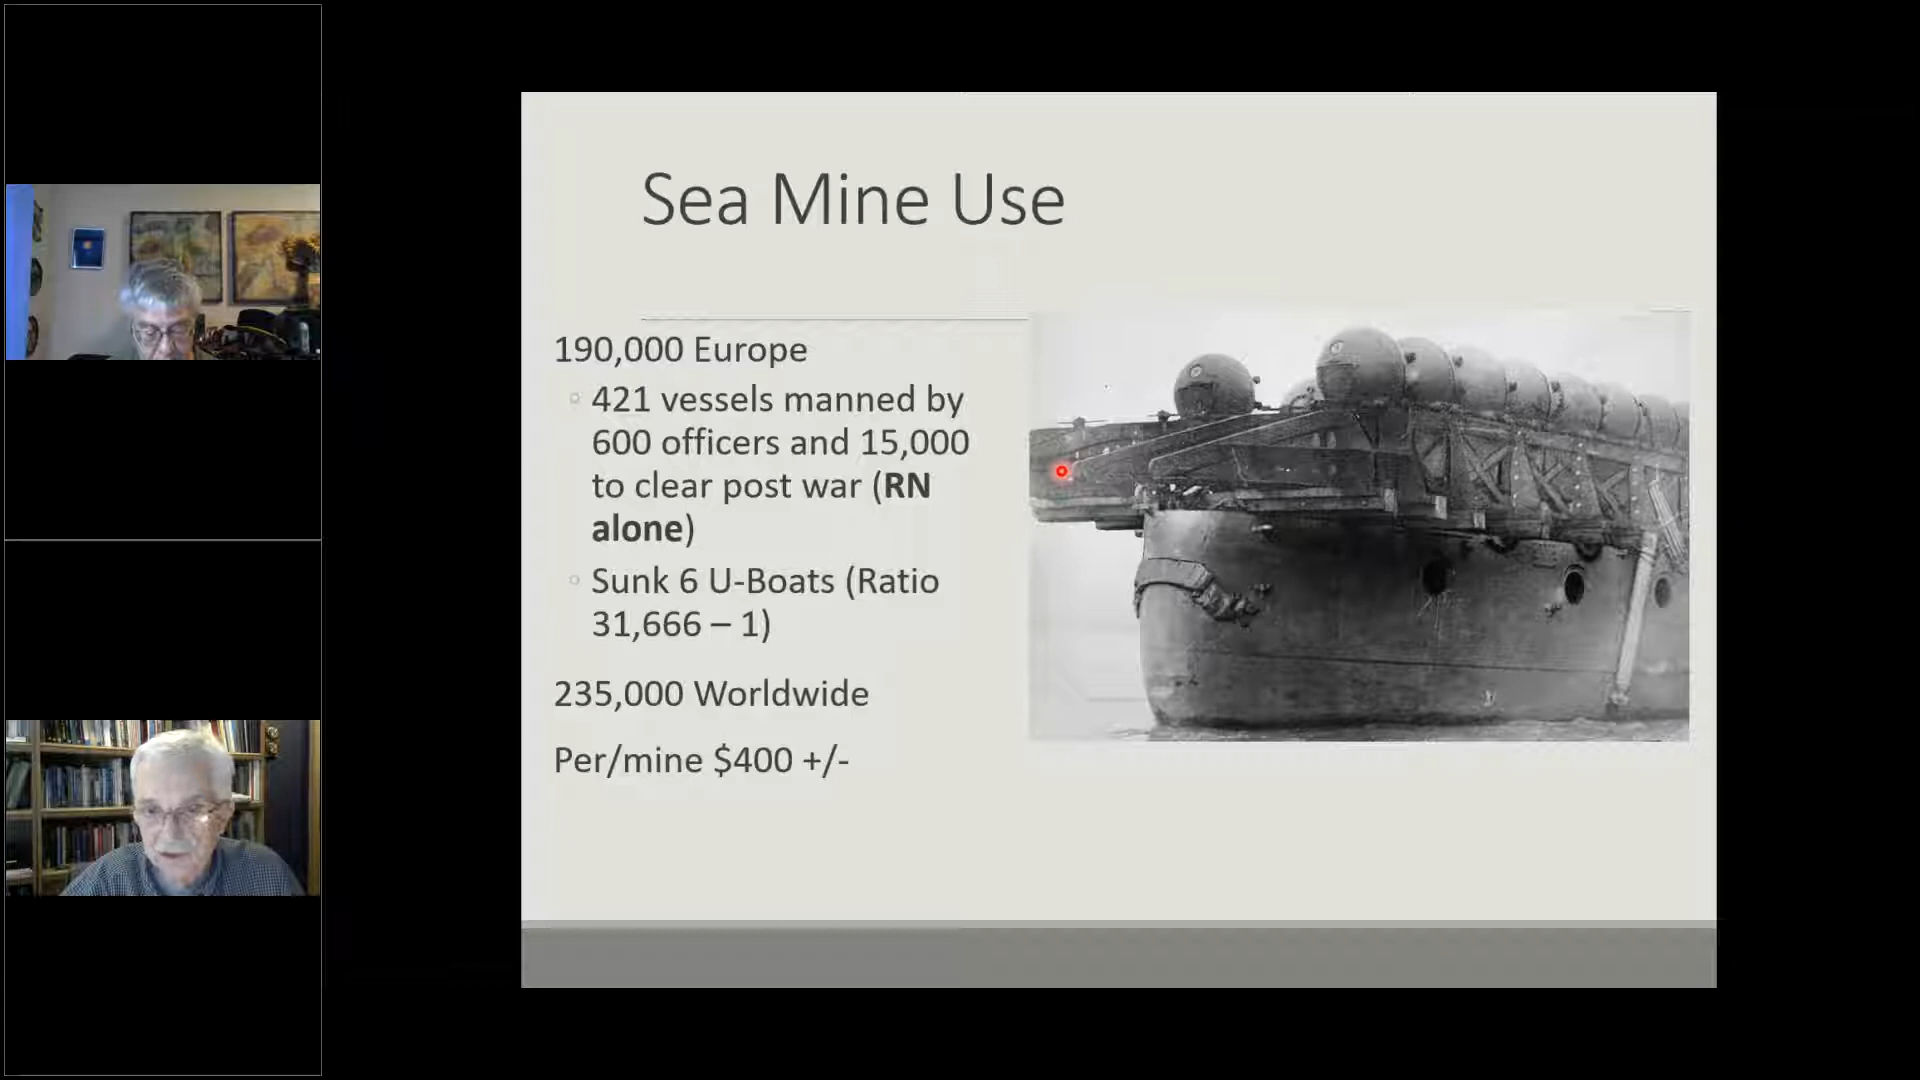 Sea Mine Use
190,000 Europe
421 vessels manned by
600 officers and 15,000
to clear post war (RN
alone)
Sunk 6 U-Boats (Ratio
31,666 – 1)
235,000 Worldwide
Per/mine $400 +/-